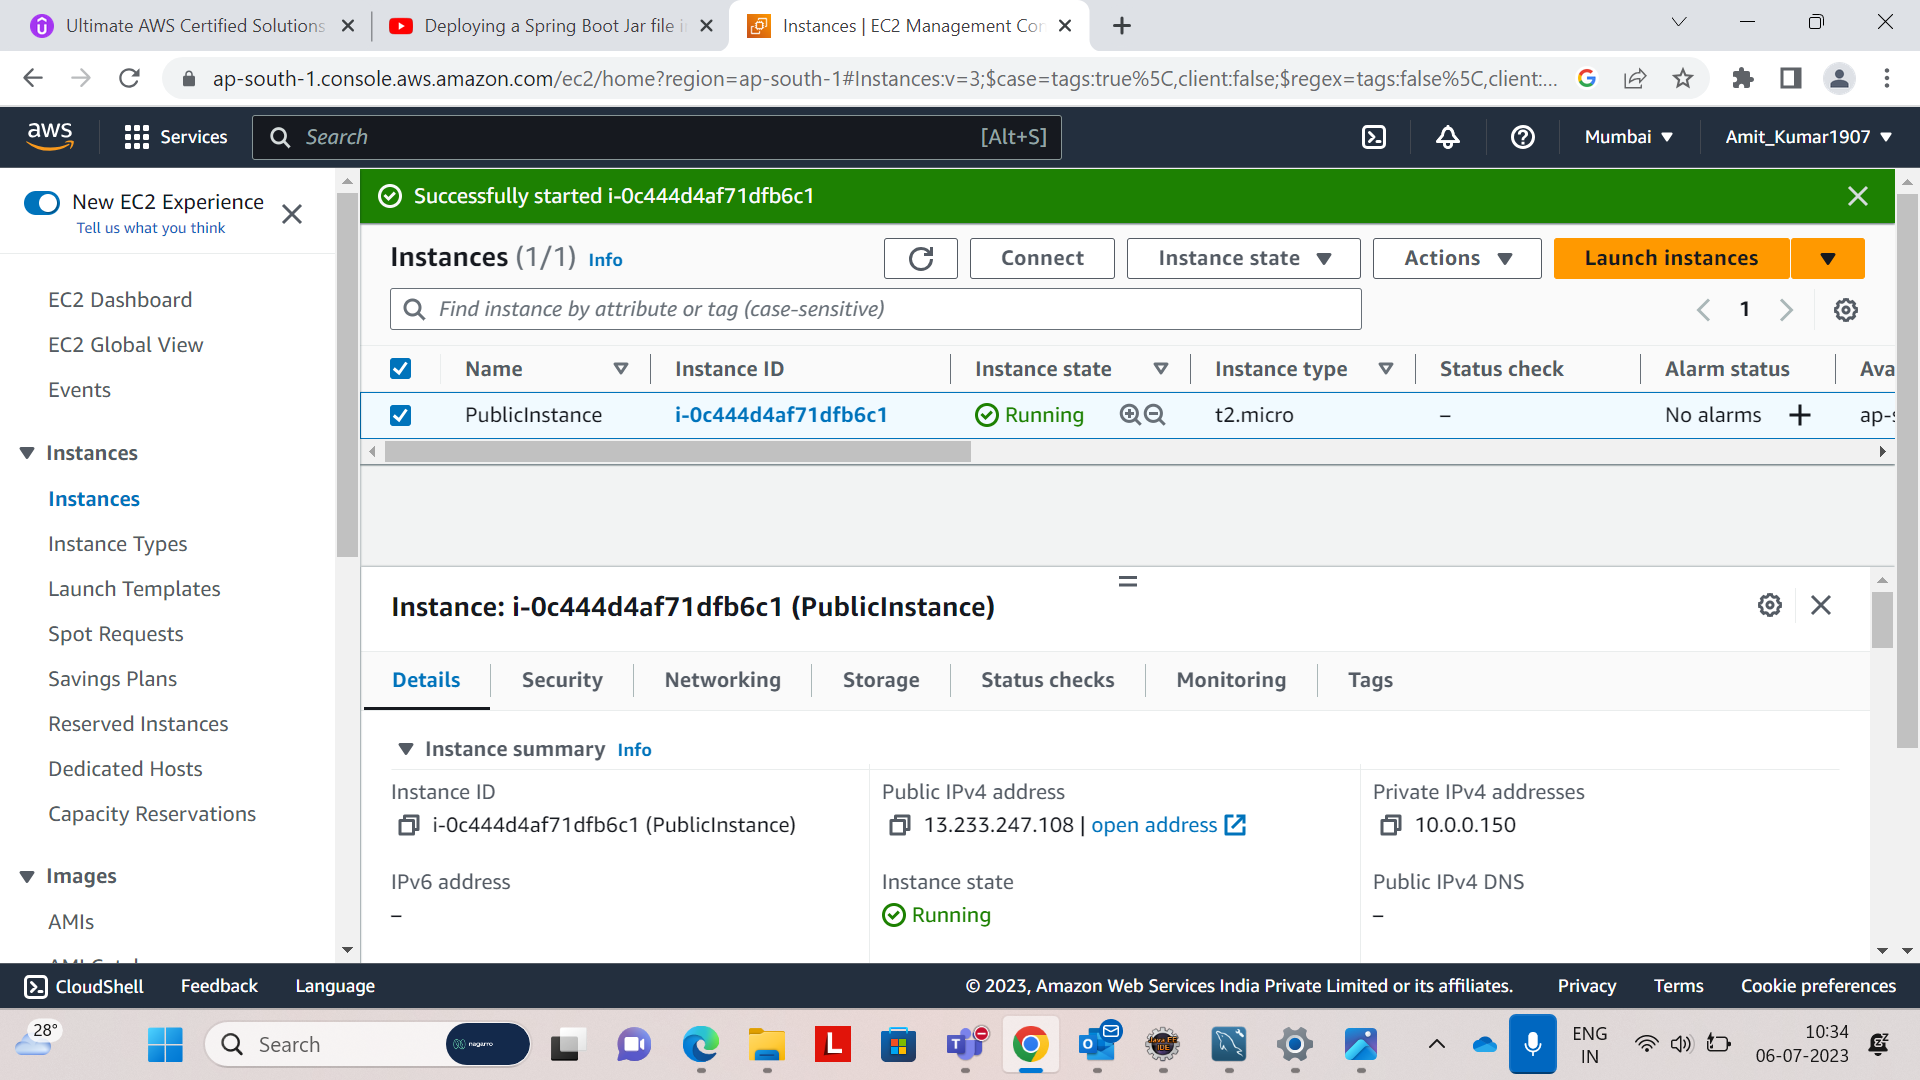 Ultimate AWS Certified Solutions
Deploying a Spring Boot Jar file i
Instances | EC2 Management Con
ap-south-1.console.aws.amazon.com/ec2/home?region=ap-south-1#Instances:v=3;$case=tags:true%5C,client:false;$regex=tags:false%5C,client:...
aws
Services
Search
[Alt+S]
Mumbai
Amit_Kumar1907
New EC2 Experience
Tell us what you think
EC2 Dashboard
EC2 Global View
Events
Instances
Instances
Instance Types
Launch Templates
Spot Requests
Savings Plans
Reserved Instances
Dedicated Hosts
Capacity Reservations
Images
AMIs
Successfully started i-0c444d4af71dfb6c1
Instances (1/1) Info
Connect
Instance state
Actions
Launch instances
Find instance by attribute or tag (case-sensitive)
1
Name Instance ID Instance state Instance type Status check Alarm status Ava
PublicInstance i-0c444d4af71dfb6c1 Running t2.micro – No alarms + ap-s
Instance: i-0c444d4af71dfb6c1 (PublicInstance)
Details Security Networking Storage Status checks Monitoring Tags
Instance summary Info
Instance ID
i-0c444d4af71dfb6c1 (PublicInstance)
Public IPv4 address
13.233.247.108 | open address
Private IPv4 addresses
10.0.0.150
IPv6 address
–
Instance state
Running
Public IPv4 DNS
–
CloudShell Feedback Language
© 2023, Amazon Web Services India Private Limited or its affiliates. Privacy Terms Cookie preferences
28°
Search
nagarro
L
ENG
IN
10:34
06-07-2023